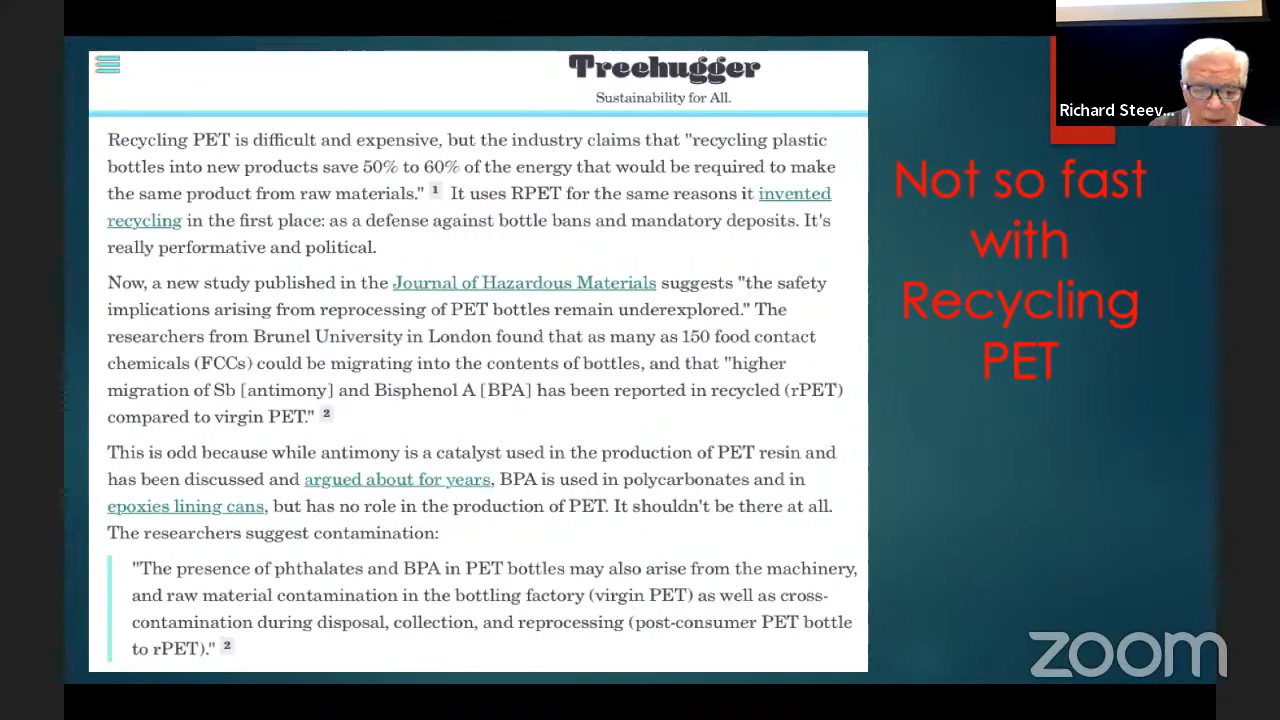 Treehugger
Sustainability for All.
Richard Steev...
Recycling PET is difficult and expensive, but the industry claims that "recycling plastic
bottles into new products save 50% to 60% of the energy that would be required to make
the same product from raw materials." 1 It uses RPET for the same reasons it invented
recycling in the first place: as a defense against bottle bans and mandatory deposits. It's
really performative and political.
Now, a new study published in the Journal of Hazardous Materials suggests "the safety
implications arising from reprocessing of PET bottles remain underexplored." The
researchers from Brunel University in London found that as many as 150 food contact
chemicals (FCCs) could be migrating into the contents of bottles, and that "higher
migration of Sb [antimony] and Bisphenol A [BPA] has been reported in recycled (rPET)
compared to virgin PET." 2
This is odd because while antimony is a catalyst used in the production of PET resin and
has been discussed and argued about for years, BPA is used in polycarbonates and in
epoxies lining cans, but has no role in the production of PET. It shouldn't be there at all.
The researchers suggest contamination:
"The presence of phthalates and BPA in PET bottles may also arise from the machinery,
and raw material contamination in the bottling factory (virgin PET) as well as cross-
contamination during disposal, collection, and reprocessing (post-consumer PET bottle
to rPET)." 2
Not so fast
with
Recycling
PET
zoom